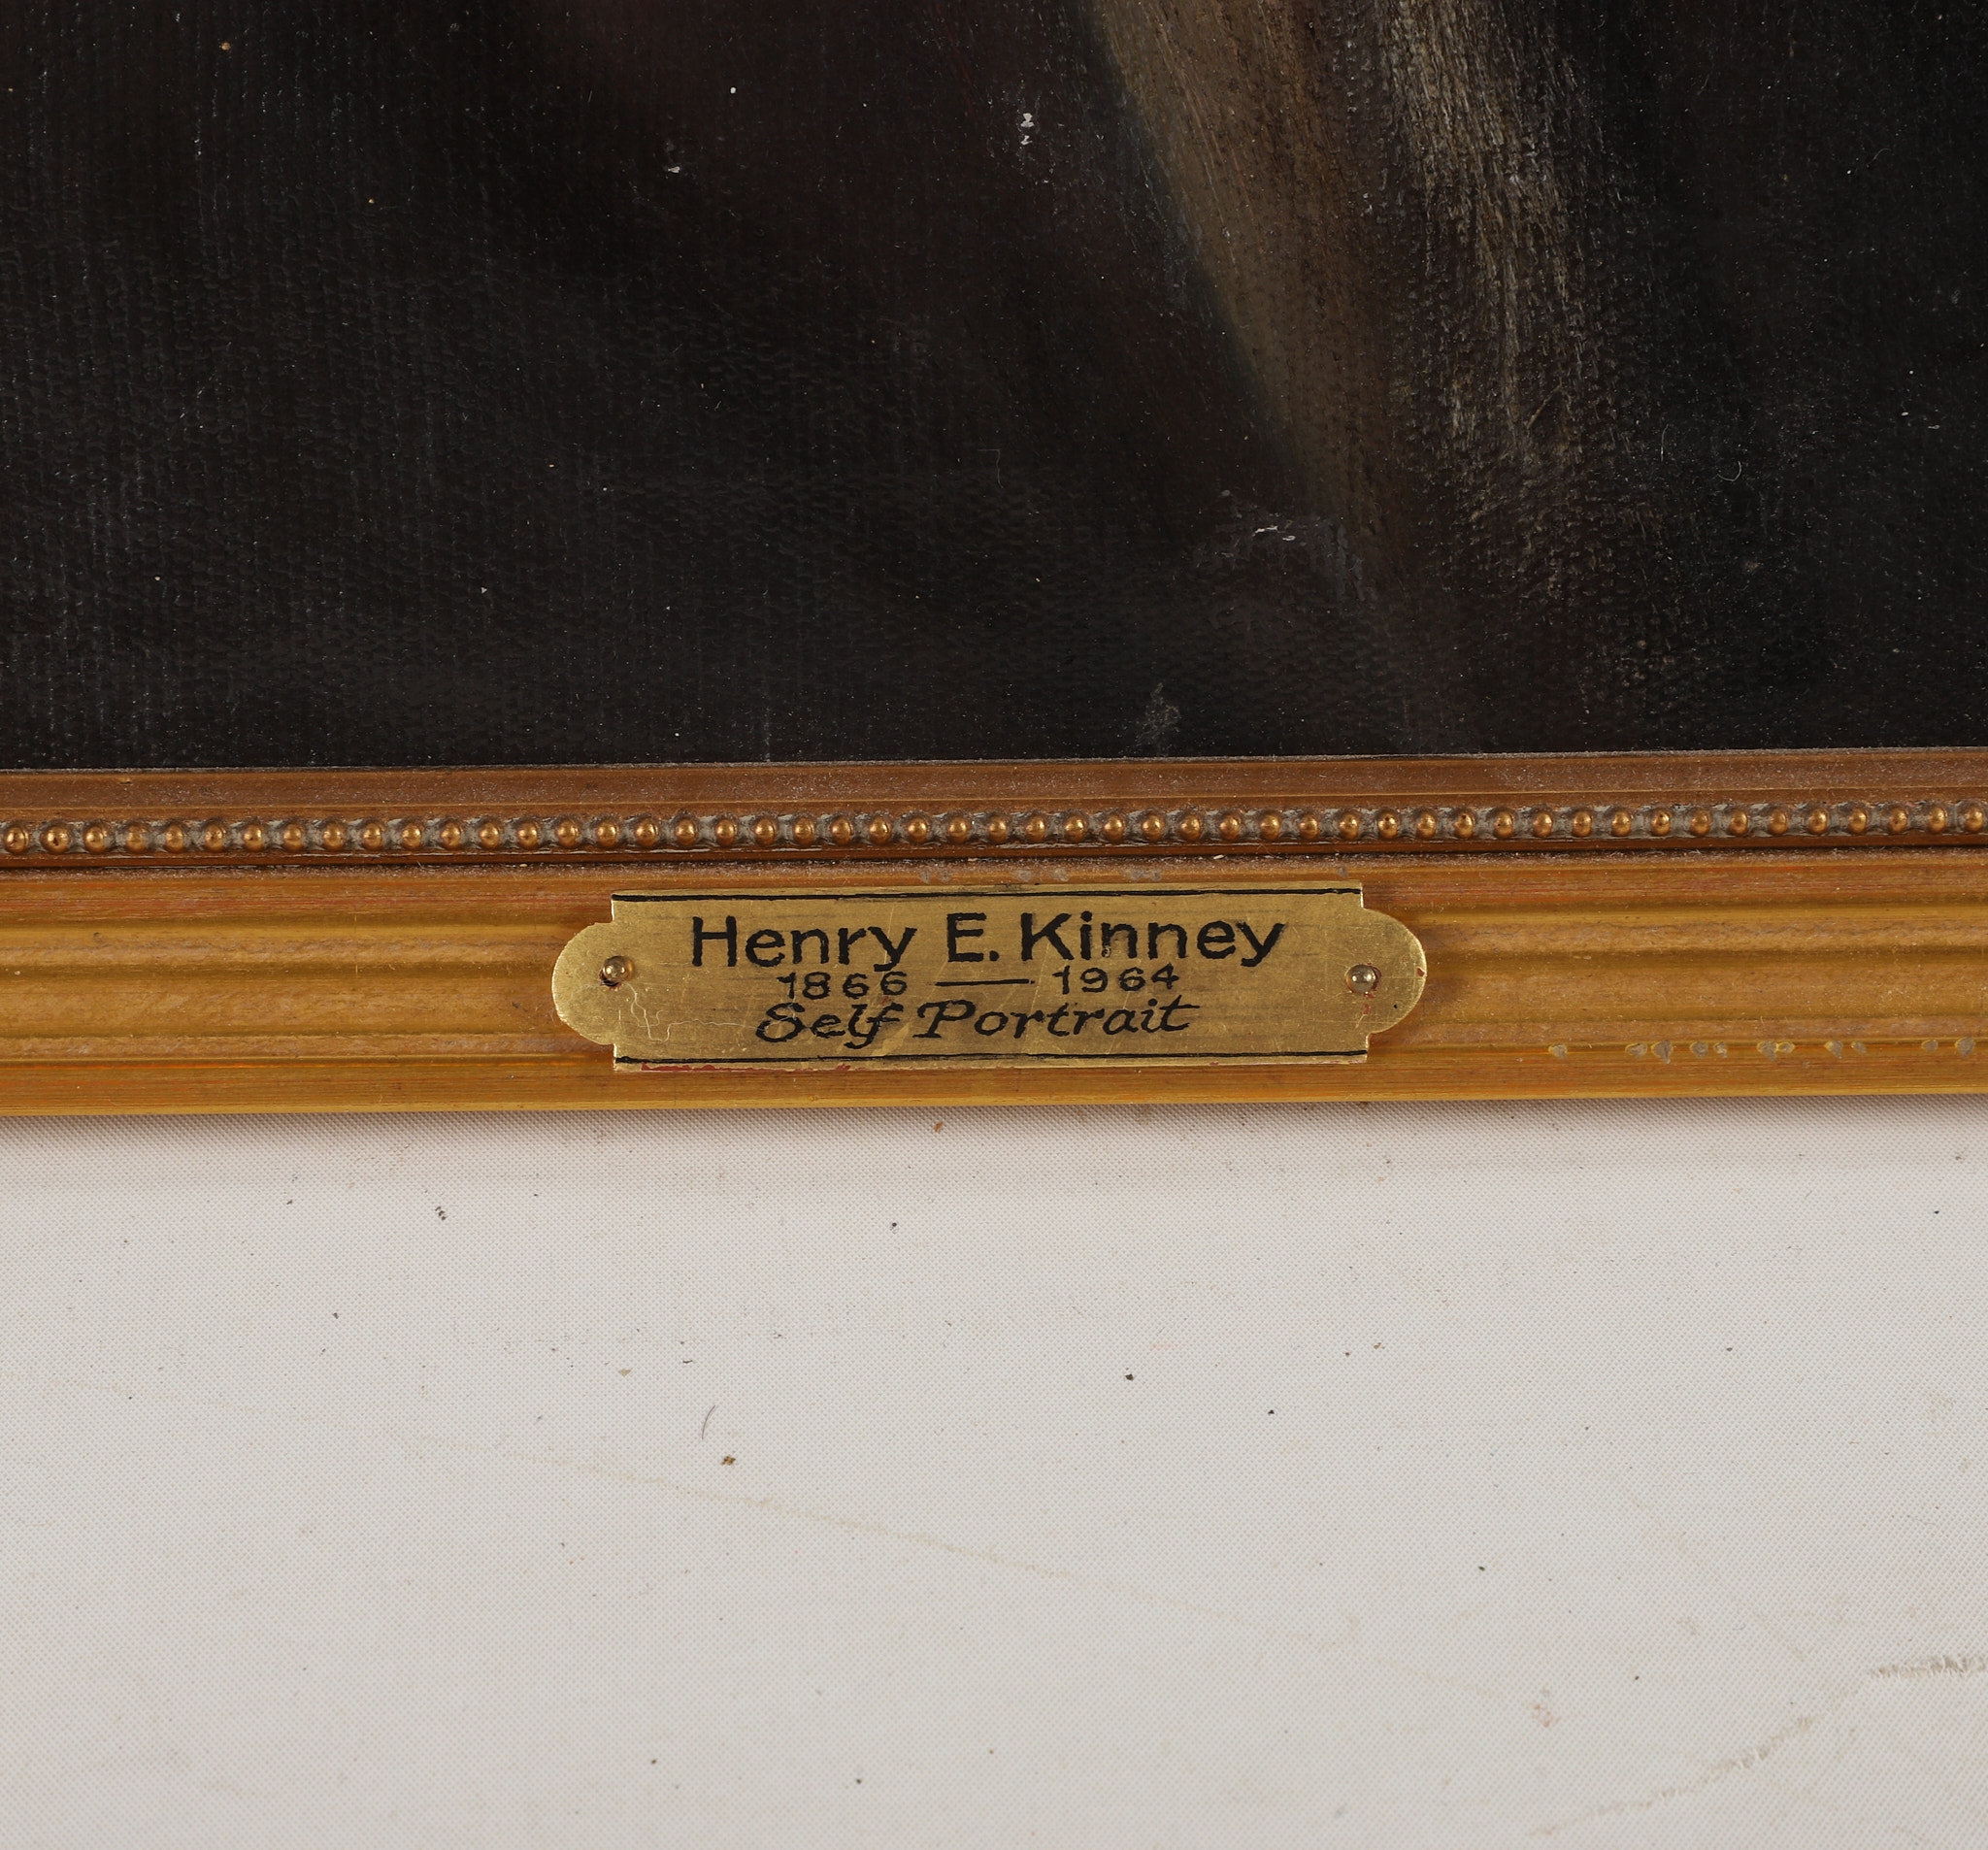 Henry E. Kinney
1866 — 1964
Self Portrait